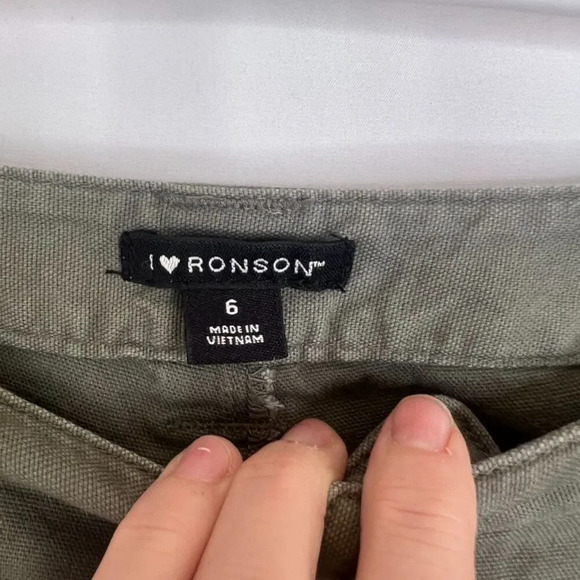 I ♥ RONSON™
6
MADE IN
VIETNAM